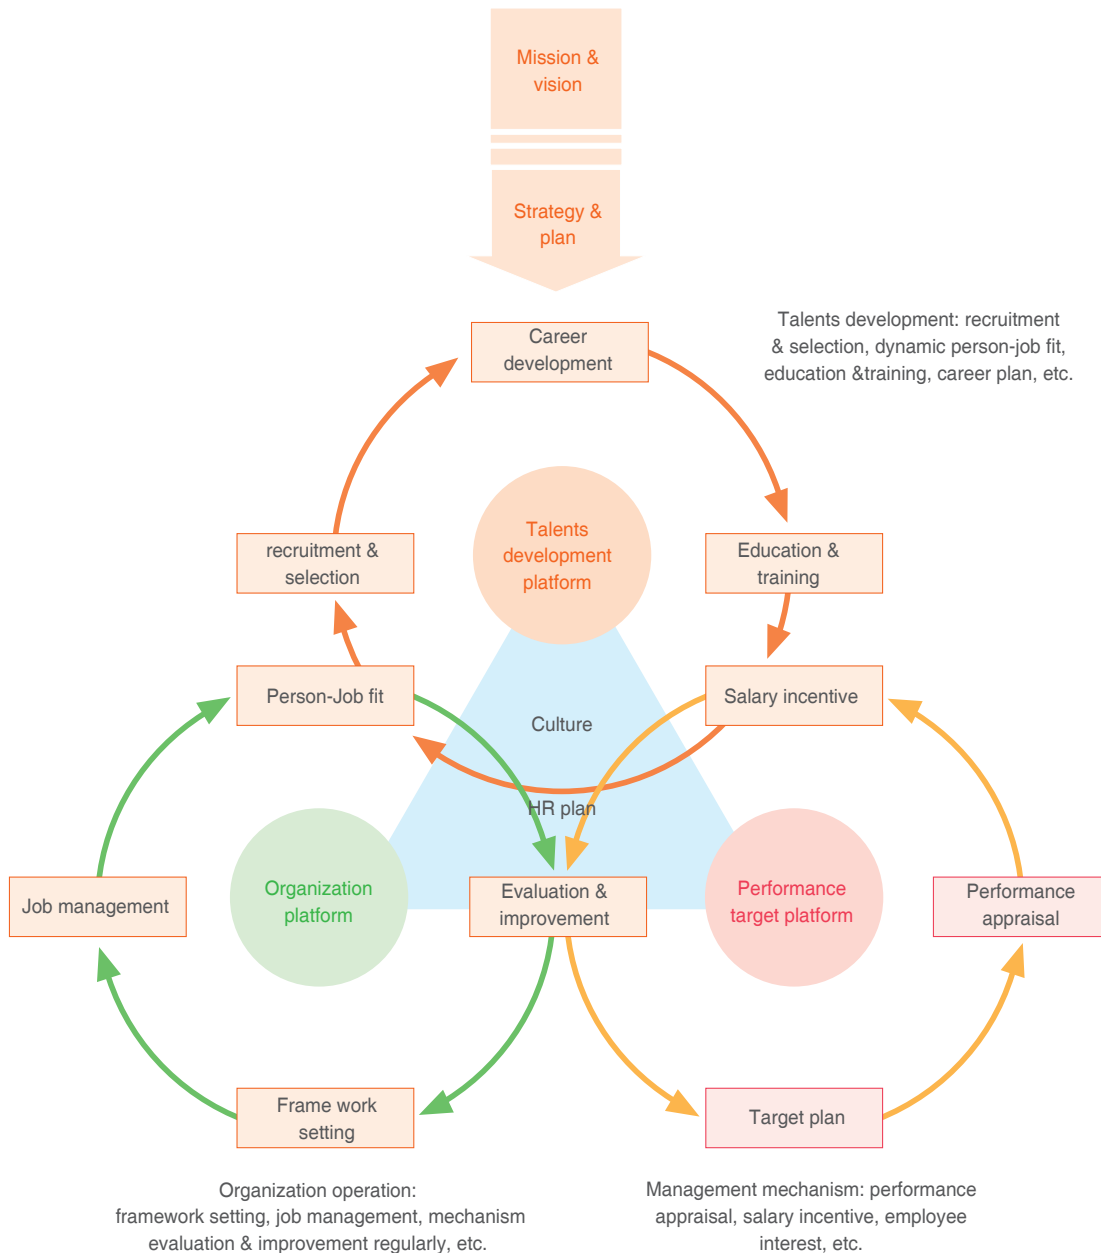 Mission &
vision
Strategy &
plan
Career
development
Talents development: recruitment
& selection, dynamic person-job fit,
education &training, career plan, etc.
Talents
development
platform
recruitment &
selection
Education &
training
Person-Job fit
Salary incentive
Culture
HR plan
Organization
platform
Performance
target platform
Job management
Evaluation &
improvement
Performance
appraisal
Frame work
setting
Target plan
Organization operation:
framework setting, job management, mechanism
evaluation & improvement regularly, etc.
Management mechanism: performance
appraisal, salary incentive, employee
interest, etc.